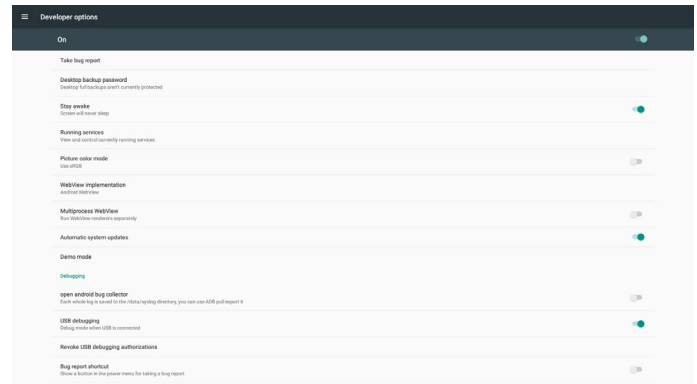 Developer options
On
Take bug report
Desktop backup password
Desktop full backups aren't currently protected
Stay awake
Screen will never sleep
Running services
View and control currently running services
Picture color mode
Use sRGB
WebView implementation
Android WebView
Multiprocess WebView
Run WebView renderers separately
Automatic system updates
Demo mode
Debugging
open android bug collector
Each whole log is saved to the /data/syslog directory, you can use ADB pull export it
USB debugging
Debug mode when USB is connected
Revoke USB debugging authorizations
Bug report shortcut
Show a button in the power menu for taking a bug report